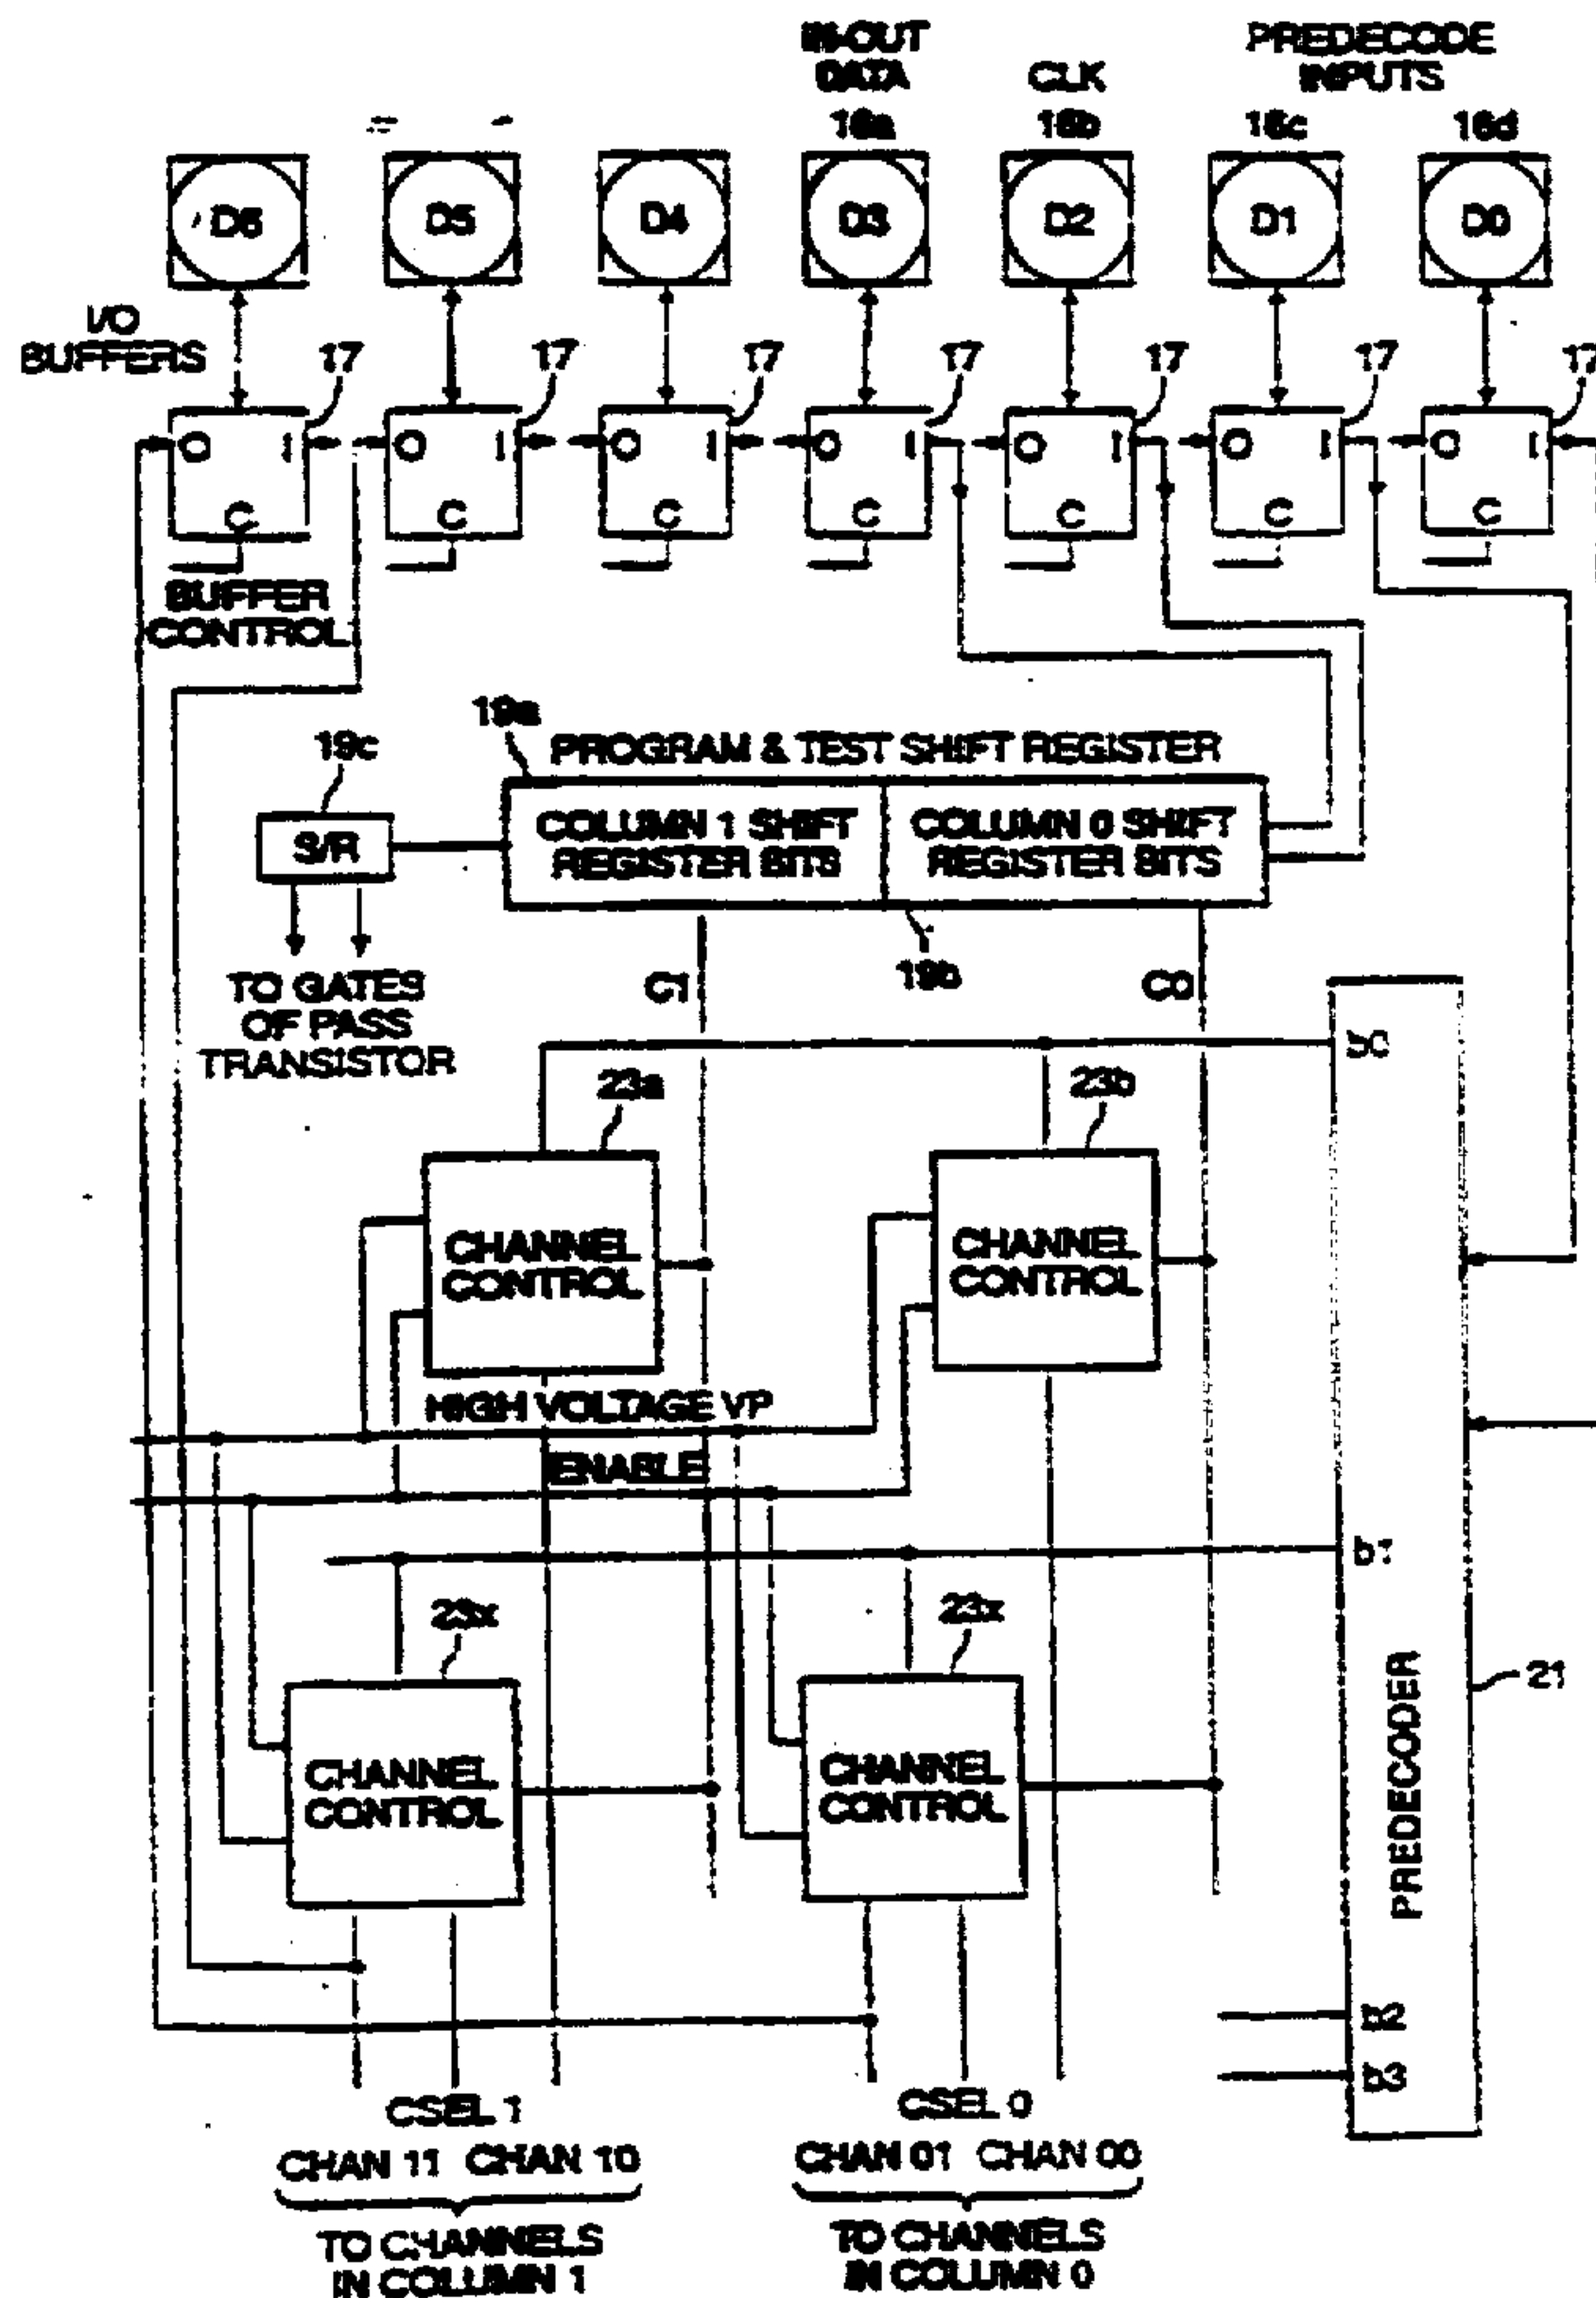 IN-OUT
DATA
16a
CLK
16b
PREDECODE
INPUTS
16c
16d
D6
D5
D4
D3
D2
D1
D0
I/O
BUFFERS
17
17
17
17
17
17
17
O I
O I
O I
O I
O I
O I
O I
C
C
C
C
C
C
C
BUFFER
CONTROL
19a
PROGRAM & TEST SHIFT REGISTER
19c
S/R
COLUMN 1 SHIFT
REGISTER BITS
COLUMN 0 SHIFT
REGISTER BITS
19b
TO GATES
OF PASS
TRANSISTOR
C1
C0
b0
23a
23b
CHANNEL
CONTROL
CHANNEL
CONTROL
HIGH VOLTAGE VP
ENABLE
b1
23x
23x
21
CHANNEL
CONTROL
CHANNEL
CONTROL
PREDECODER
b3
CSEL 1
CSEL 0
CHAN 11 CHAN 10
CHAN 01 CHAN 00
TO CHANNELS
IN COLUMN 1
TO CHANNELS
IN COLUMN 0